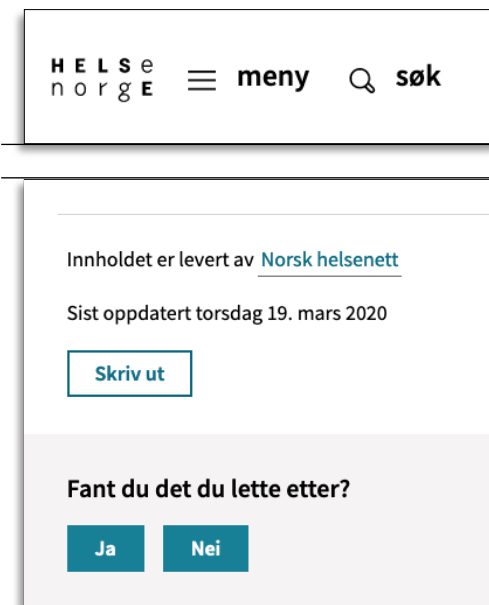 HELSe
norgE
meny
søk
Innholdet er levert av Norsk helsenett
Sist oppdatert torsdag 19. mars 2020
Skriv ut
Fant du det du lette etter?
Ja
Nei